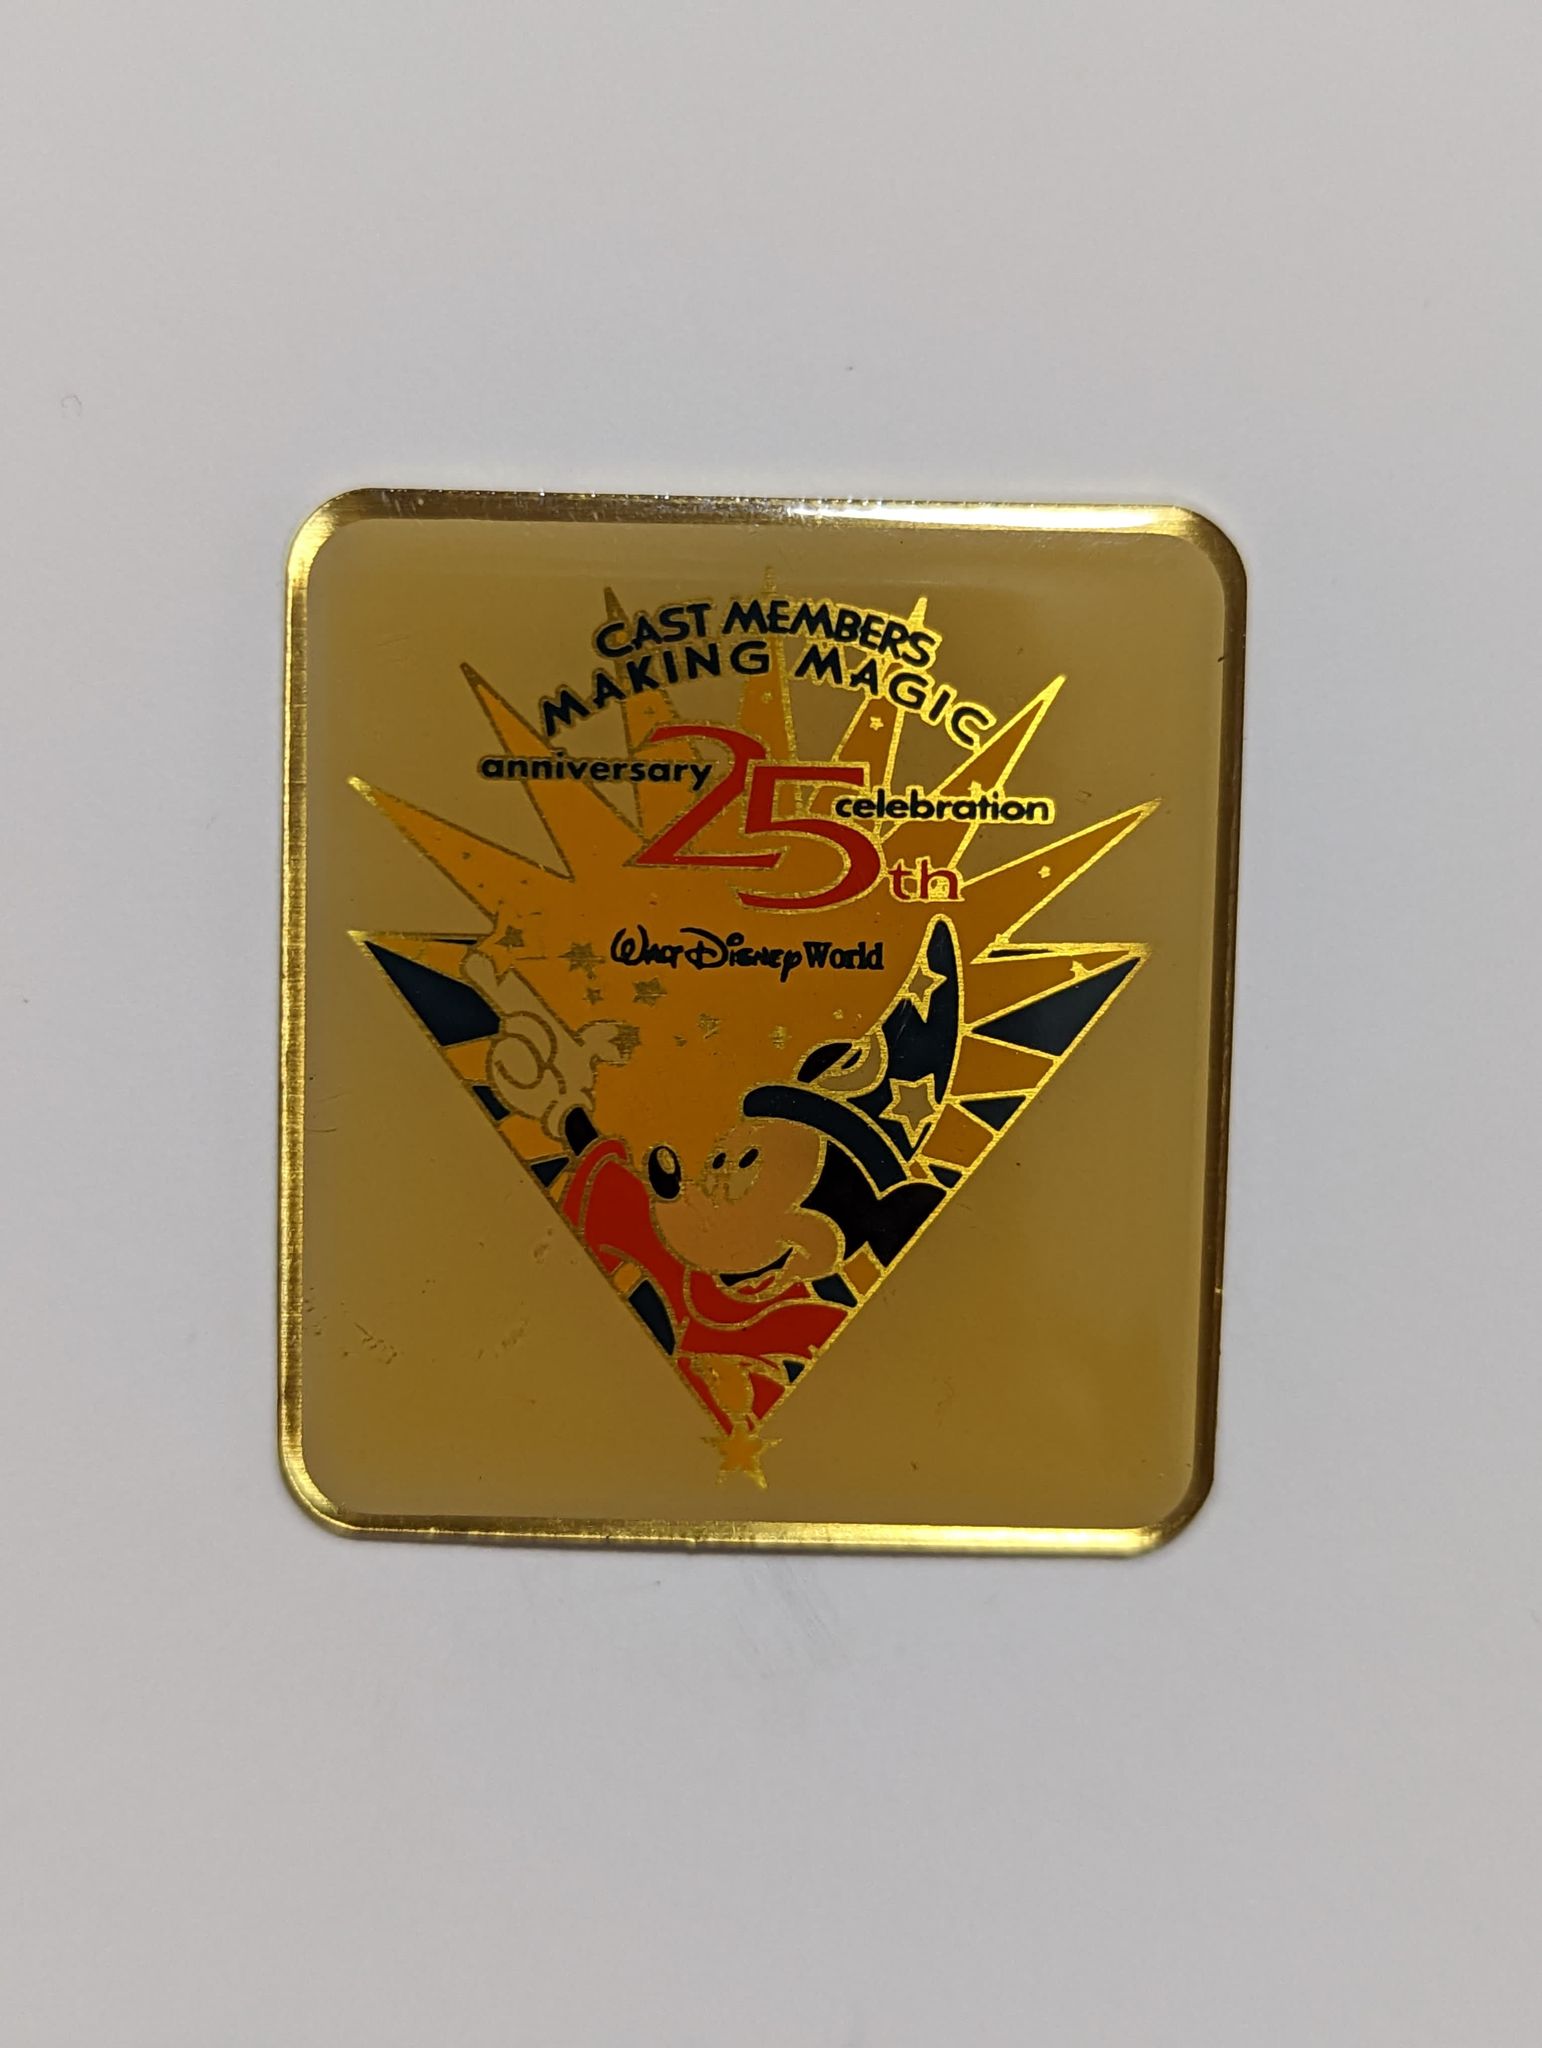 CAST MEMBERS
MAKING MAGIC
anniversary 25th celebration
Walt Disney World